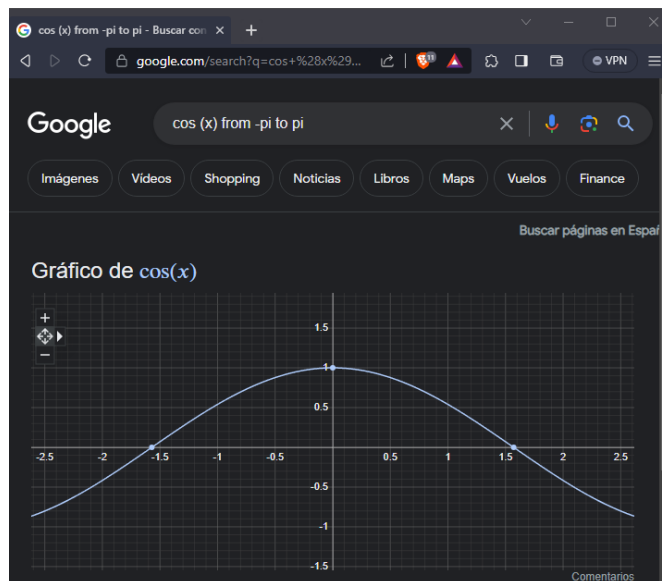 cos (x) from -pi to pi - Buscar con
google.com/search?q=cos+%28x%29... 11 VPN
Google cos (x) from -pi to pi
Imágenes Vídeos Shopping Noticias Libros Maps Vuelos Finance
Buscar páginas en Españ
Gráfico de cos(x)
1.5
1
0.5
-2.5 -2 -1.5 -1 -0.5 0.5 1 1.5 2 2.5
-0.5
-1
-1.5
Comentarios